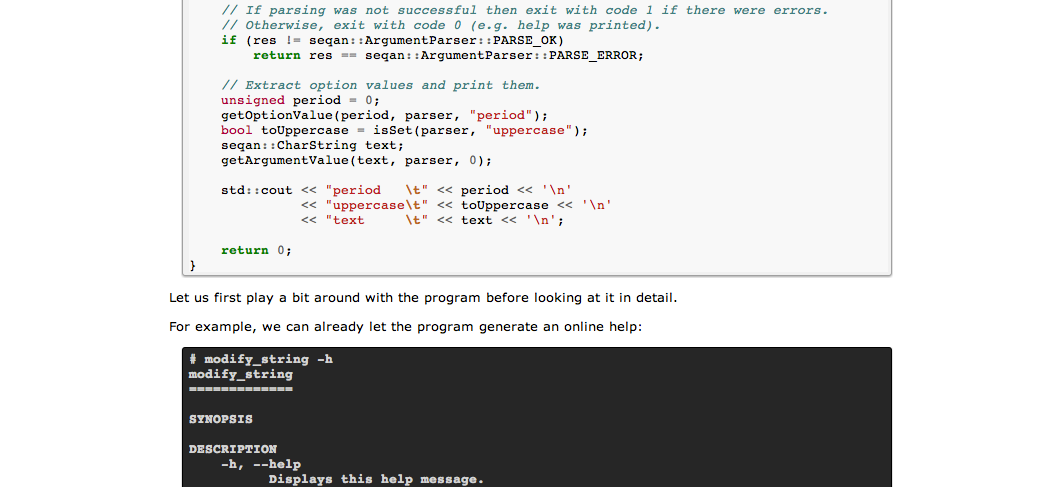 // If parsing was not successful then exit with code 1 if there were errors.
// Otherwise, exit with code 0 (e.g. help was printed).
if (res != seqan::ArgumentParser::PARSE_OK)
    return res == seqan::ArgumentParser::PARSE_ERROR;

// Extract option values and print them.
unsigned period = 0;
getOptionValue(period, parser, "period");
bool toUppercase = isSet(parser, "uppercase");
seqan::CharString text;
getArgumentValue(text, parser, 0);

std::cout << "period   \t" << period << '\n'
          << "uppercase\t" << toUppercase << '\n'
          << "text     \t" << text << '\n';

return 0;
}
Let us first play a bit around with the program before looking at it in detail.
For example, we can already let the program generate an online help:
# modify_string -h
modify_string
=============

SYNOPSIS

DESCRIPTION
    -h, --help
          Displays this help message.